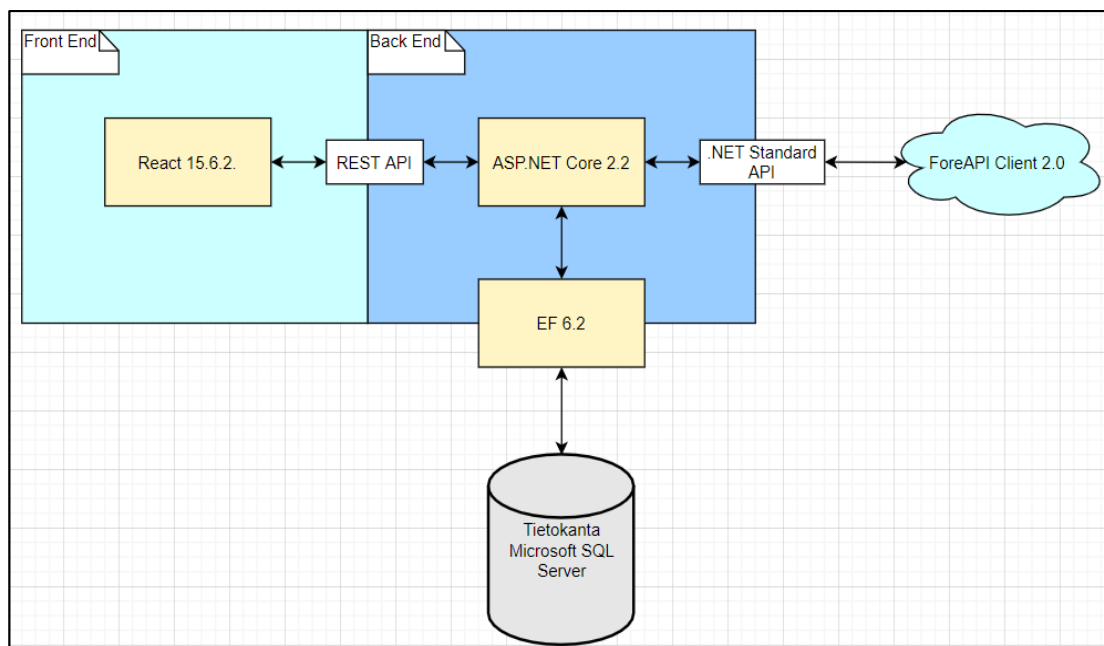 Front End
Back End
React 15.6.2.
REST API
ASP.NET Core 2.2
.NET Standard
API
ForeAPI Client 2.0
EF 6.2
Tietokanta
Microsoft SQL
Server